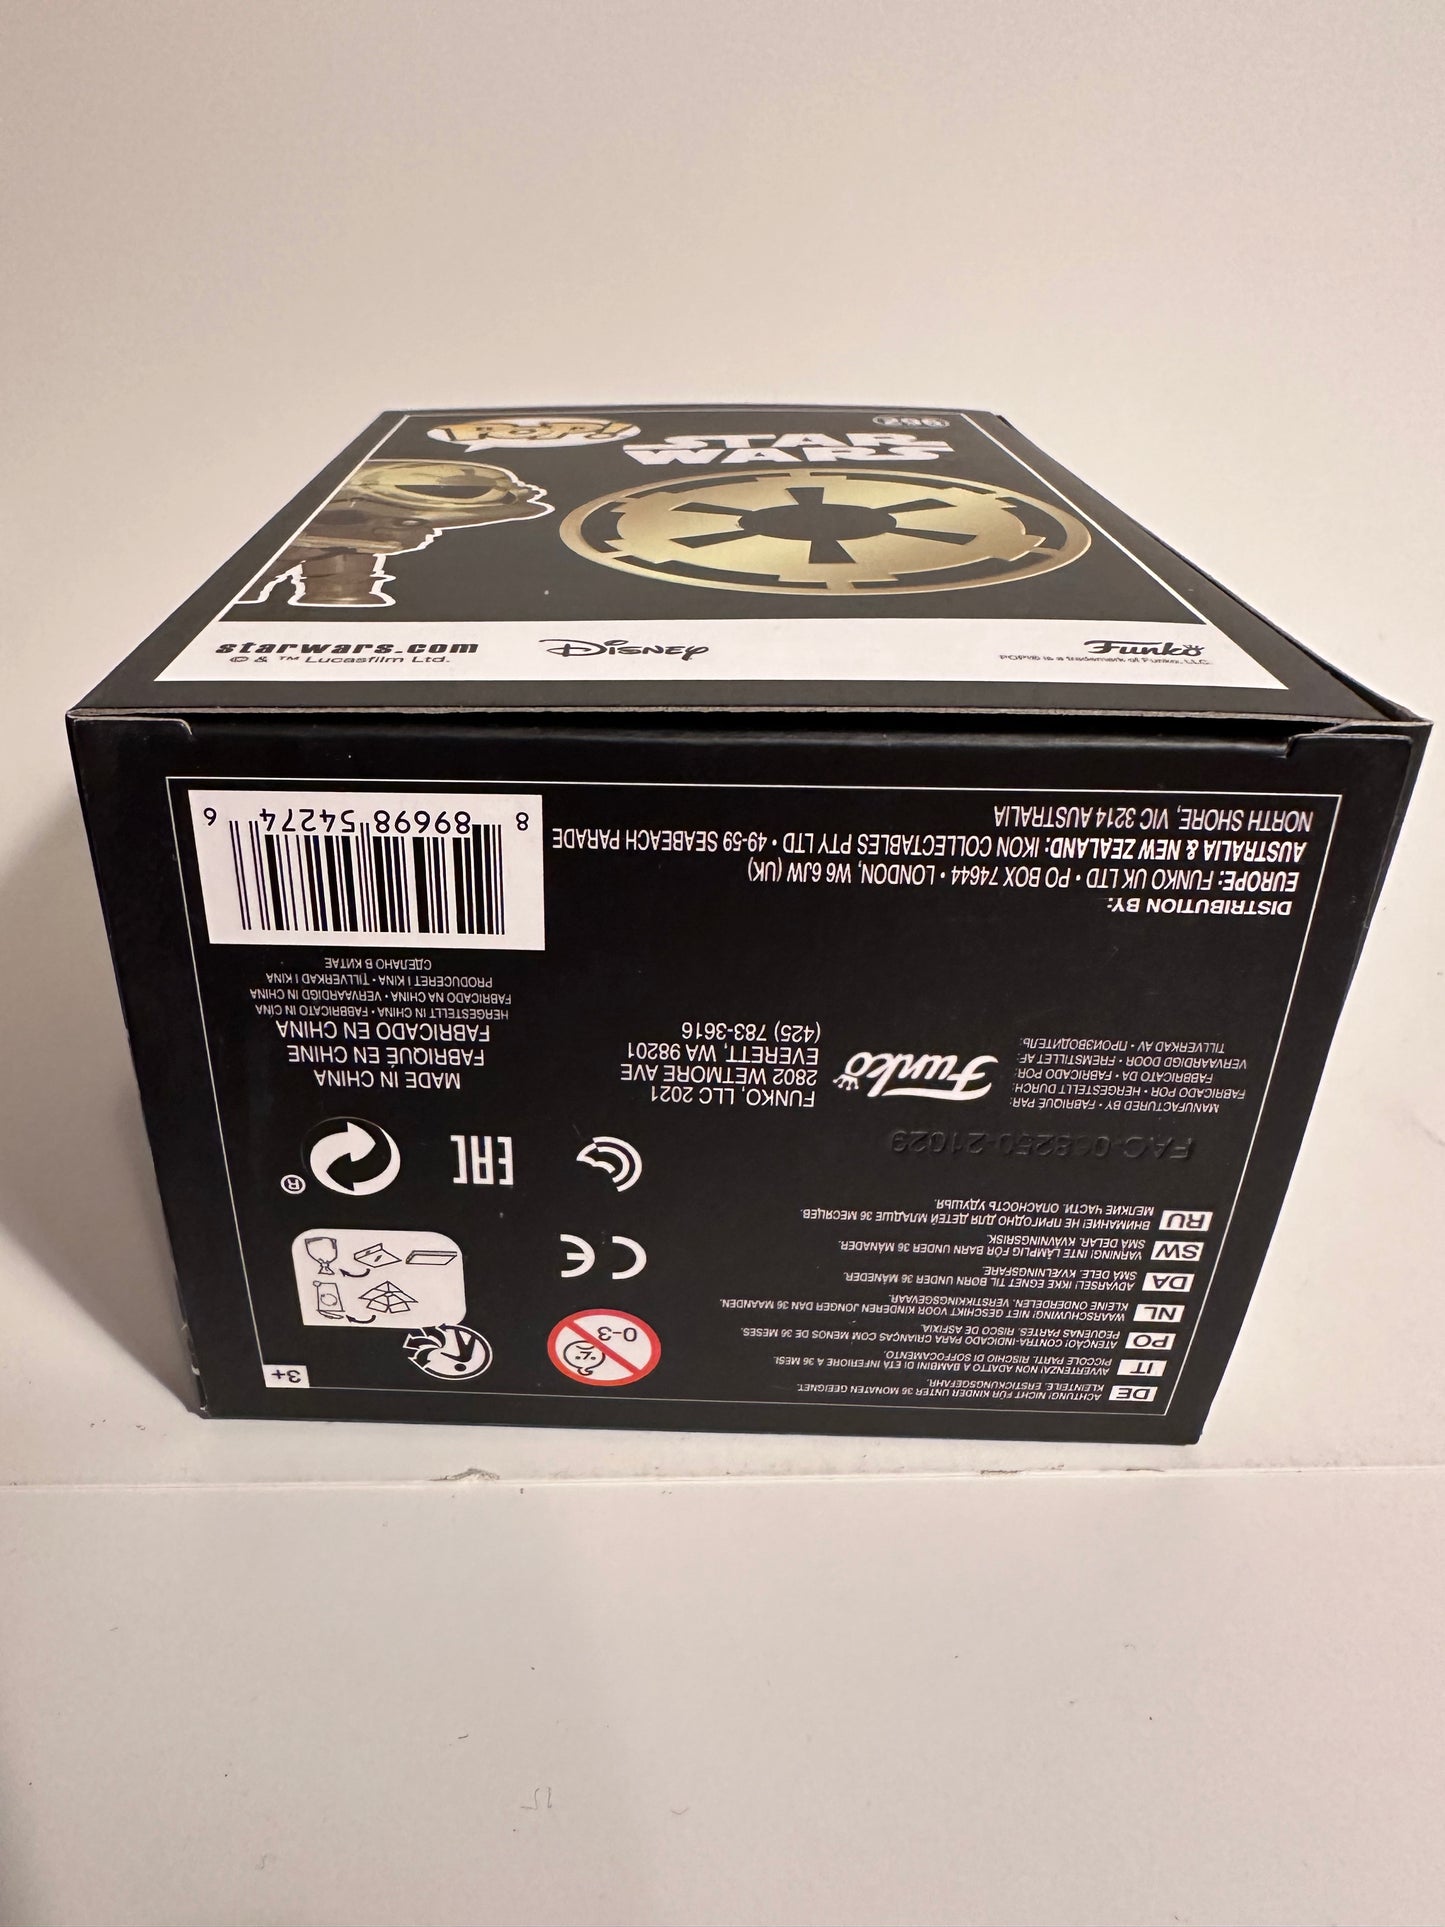 POP!
STAR
WARS
296
starwars.com
© & ™ Lucasfilm Ltd.
Disney
Funko
POP!® is a trademark of Funko, LLC
DE
ACHTUNG! NICHT FÜR KINDER UNTER 36 MONATEN GEEIGNET.
KLEINTEILE. ERSTICKUNGSGEFAHR.
IT
AVVERTENZA! NON ADATTO A BAMBINI DI ETÀ INFERIORE A 36 MESI.
PICCOLE PARTI. RISCHIO DI SOFFOCAMENTO.
PO
ATENÇÃO! CONTRA-INDICADO PARA CRIANÇAS COM MENOS DE 36 MESES.
PEQUENAS PARTES. RISCO DE ASFIXIA.
NL
WAARSCHUWING! NIET GESCHIKT VOOR KINDEREN JONGER DAN 36 MAANDEN.
KLEINE ONDERDELEN. VERSTIKKINGSGEVAAR.
DA
ADVARSEL! IKKE EGNET TIL BØRN UNDER 36 MÅNEDER.
SMÅ DELE. KVÆLNINGSFARE.
SW
VARNING! INTE LÄMPLIG FÖR BARN UNDER 36 MÅNADER.
SMÅ DELAR. KVÄVNINGSRISK.
RU
ВНИМАНИЕ! НЕ ПРИГОДНО ДЛЯ ДЕТЕЙ МЛАДШЕ 36 МЕСЯЦЕВ.
МЕЛКИЕ ЧАСТИ. ОПАСНОСТЬ УДУШЬЯ.
0-3
3+
CE
EAC
®
MANUFACTURED BY • FABRIQUÉ PAR:
FABRICADO POR • HERGESTELLT DURCH:
FABBRICATO DA • FABRICADO POR:
VERVAARDIGD DOOR • FREMSTILLET AF:
TILLVERKAD AV • ПРОИЗВОДИТЕЛЬ:
Funko
FUNKO, LLC 2021
2802 WETMORE AVE
EVERETT, WA 98201
(425) 783-3616
MADE IN CHINA
FABRIQUÉ EN CHINE
FABRICADO EN CHINA
HERGESTELLT IN CHINA • FABBRICATO IN CINA
FABRICADO NA CHINA • VERVAARDIGD IN CHINA
PRODUCERET I KINA • TILLVERKAD I KINA
СДЕЛАНО В КИТАЕ
DISTRIBUTION BY:
EUROPE: FUNKO UK LTD • PO BOX 74644 • LONDON, W6 6JW (UK)
AUSTRALIA & NEW ZEALAND: IKON COLLECTABLES PTY LTD • 49-59 SEABEACH PARADE
NORTH SHORE, VIC 3214 AUSTRALIA
8 89698 54274 6